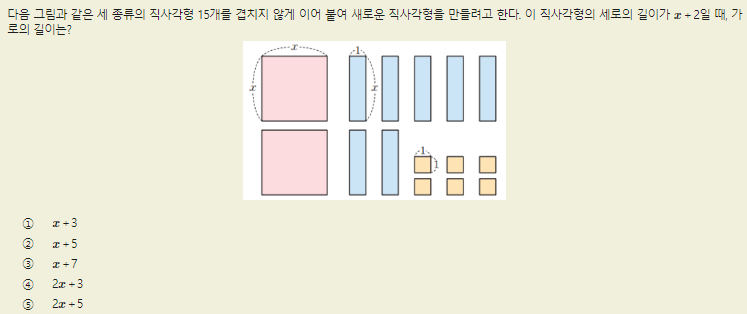 다음 그림과 같은 세 종류의 직사각형 15개를 겹치지 않게 이어 붙여 새로운 직사각형을 만들려고 한다. 이 직사각형의 세로의 길이가 x + 2일 때, 가
로의 길이는?
x 1
x x
1
1
① x + 3
② x + 5
③ x + 7
④ 2x + 3
⑤ 2x + 5